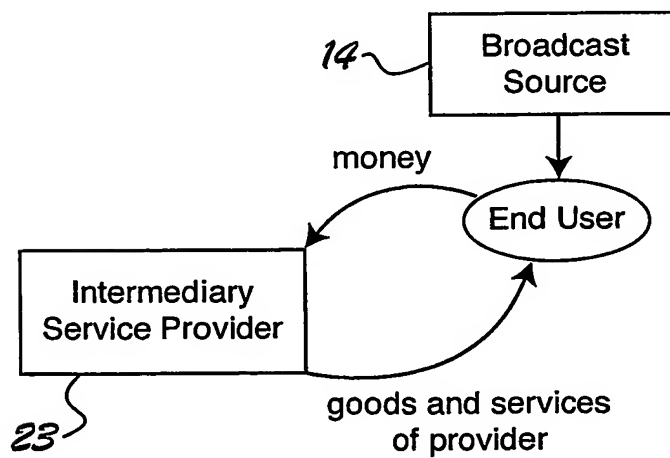 14
Broadcast
Source
money
End User
Intermediary
Service Provider
23
goods and services
of provider